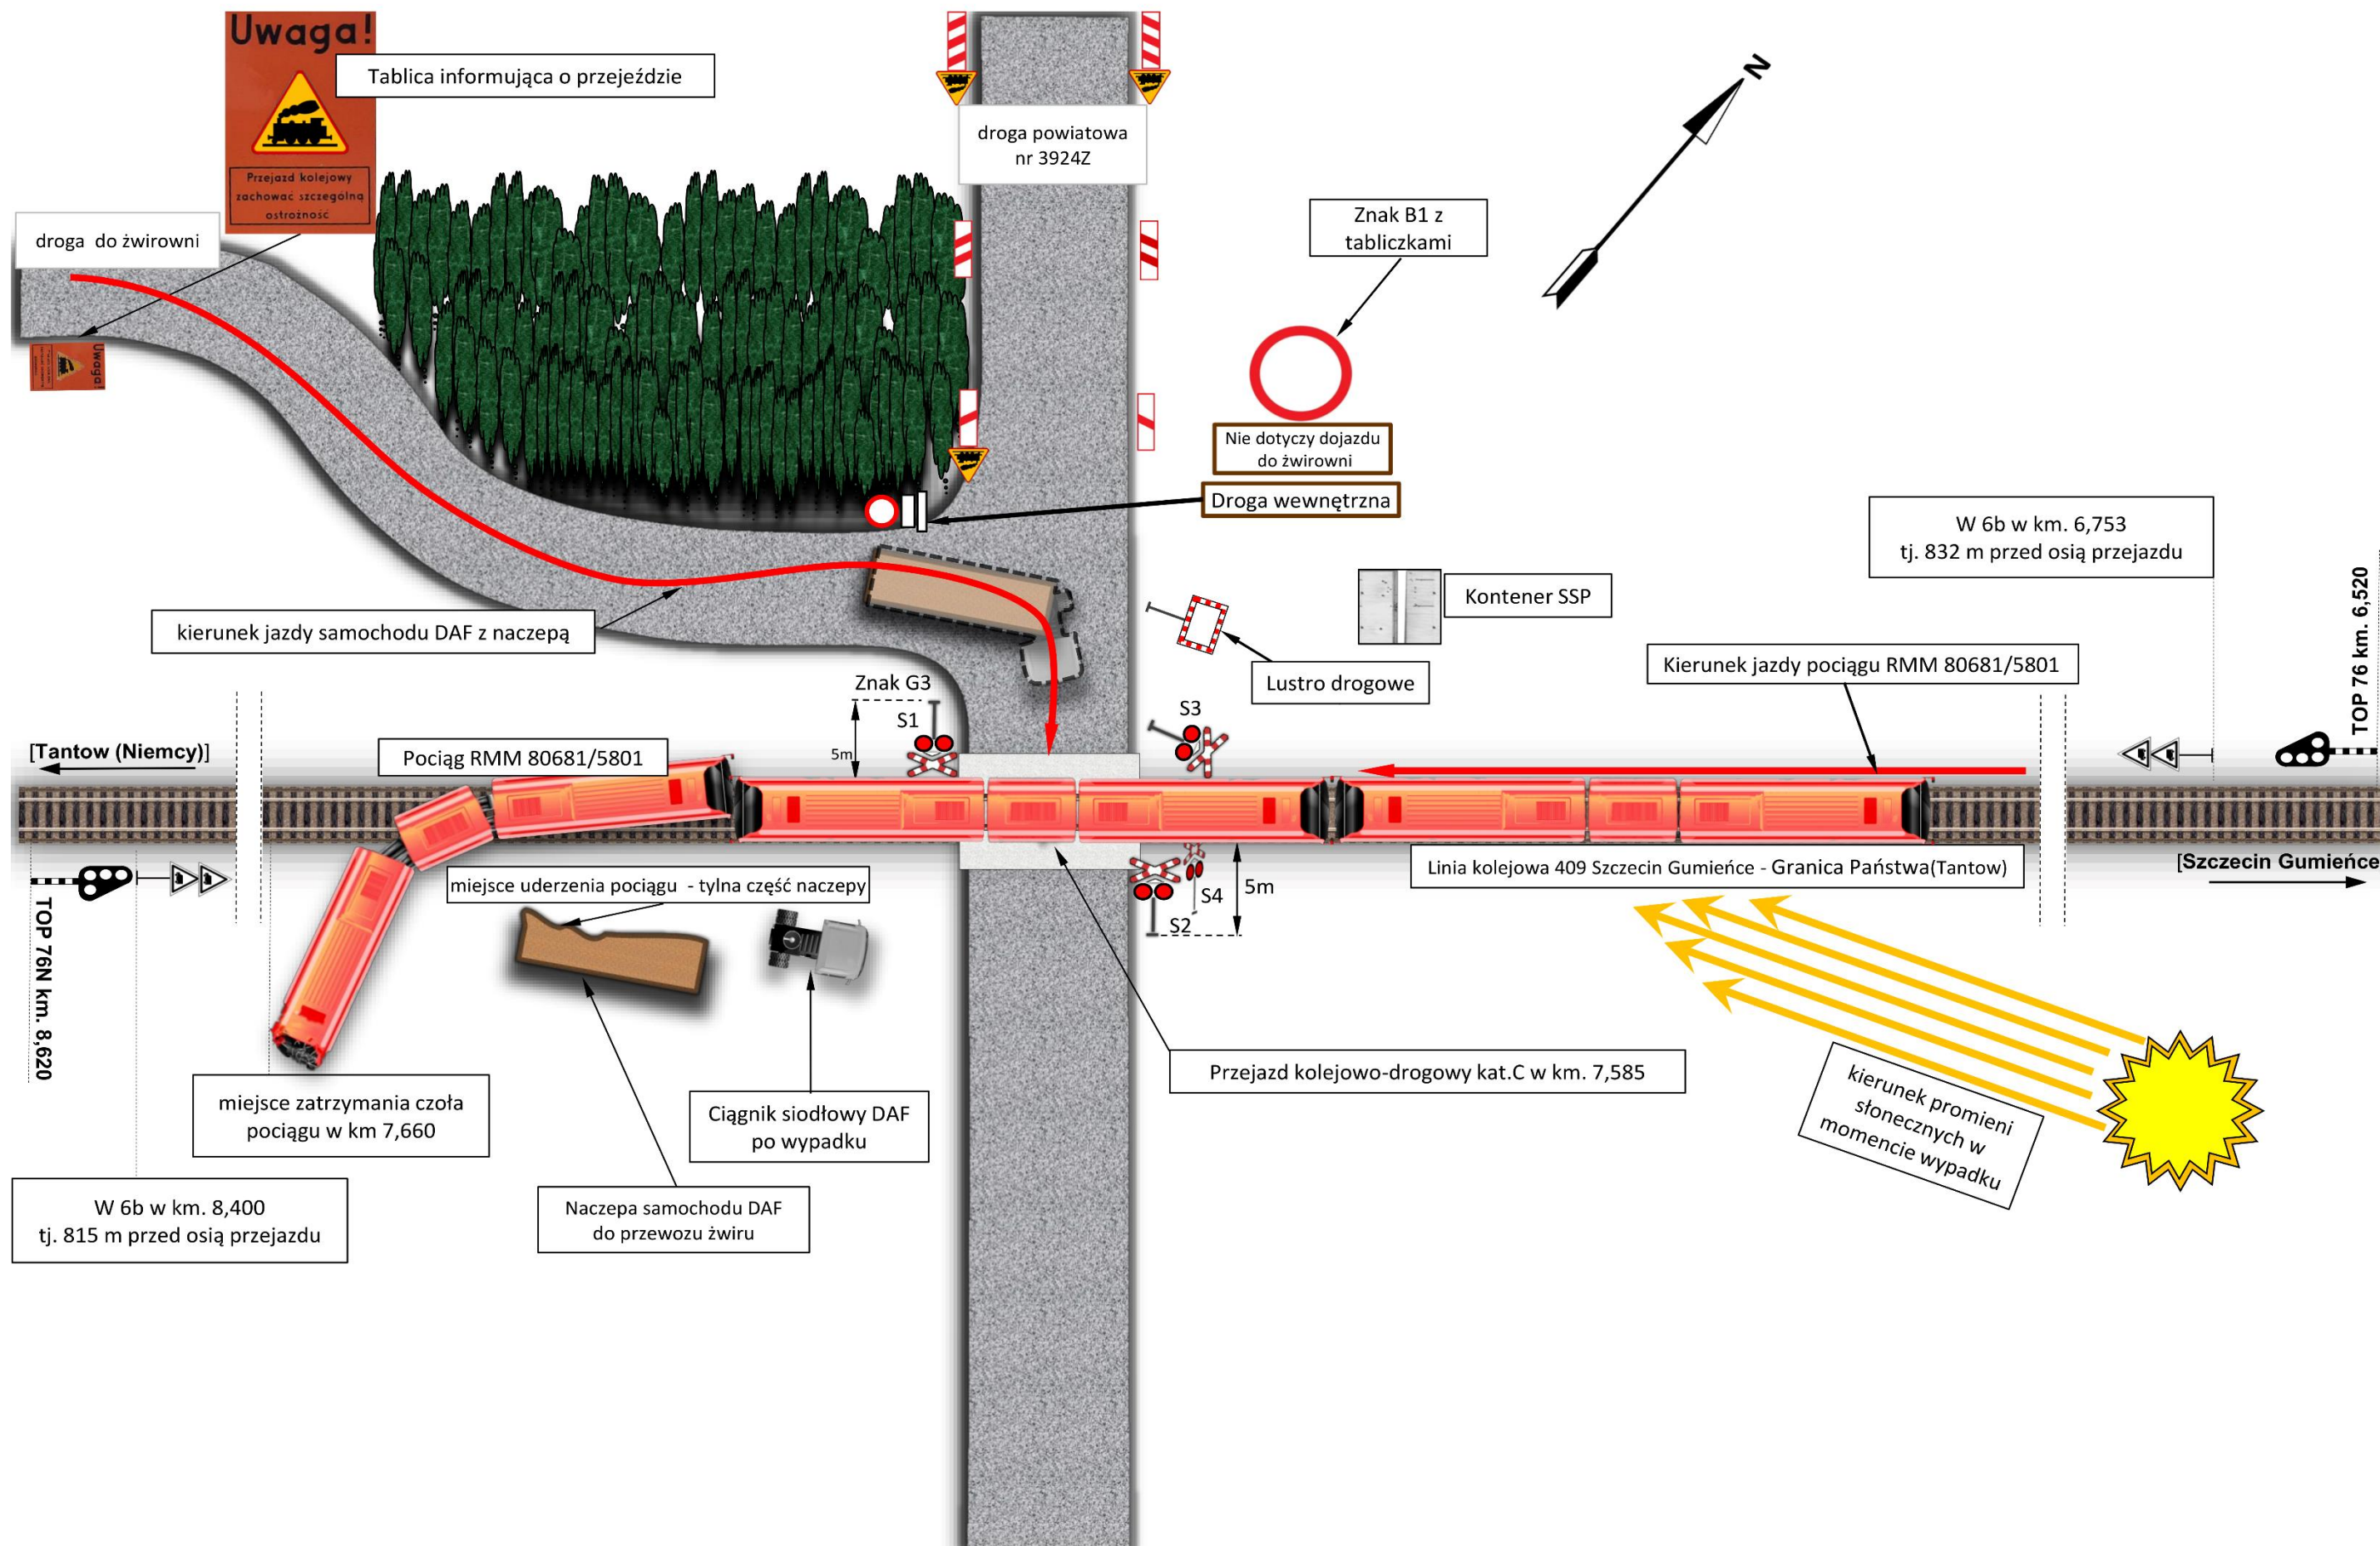 Uwaga!
Przejazd kolejowy
zachować szczególną
ostrożność
Tablica informująca o przejeździe
droga powiatowa
nr 3924Z
N
droga do żwirowni
Uwaga!
Znak B1 z
tabliczkami
Nie dotyczy dojazdu
do żwirowni
Droga wewnętrzna
W 6b w km. 6,753
tj. 832 m przed osią przejazdu
TOP 76 km. 6,520
Kontener SSP
kierunek jazdy samochodu DAF z naczepą
Lustro drogowe
Kierunek jazdy pociągu RMM 80681/5801
Znak G3
S1
5m
S3
[Tantow (Niemcy)]
Pociąg RMM 80681/5801
miejsce uderzenia pociągu - tylna część naczepy
Linia kolejowa 409 Szczecin Gumieńce - Granica Państwa(Tantow)
[Szczecin Gumieńce
S4
5m
S2
TOP 76N km. 8,620
Przejazd kolejowo-drogowy kat.C w km. 7,585
miejsce zatrzymania czoła
pociągu w km 7,660
Ciągnik siodłowy DAF
po wypadku
kierunek promieni
słonecznych w
momencie wypadku
W 6b w km. 8,400
tj. 815 m przed osią przejazdu
Naczepa samochodu DAF
do przewozu żwiru